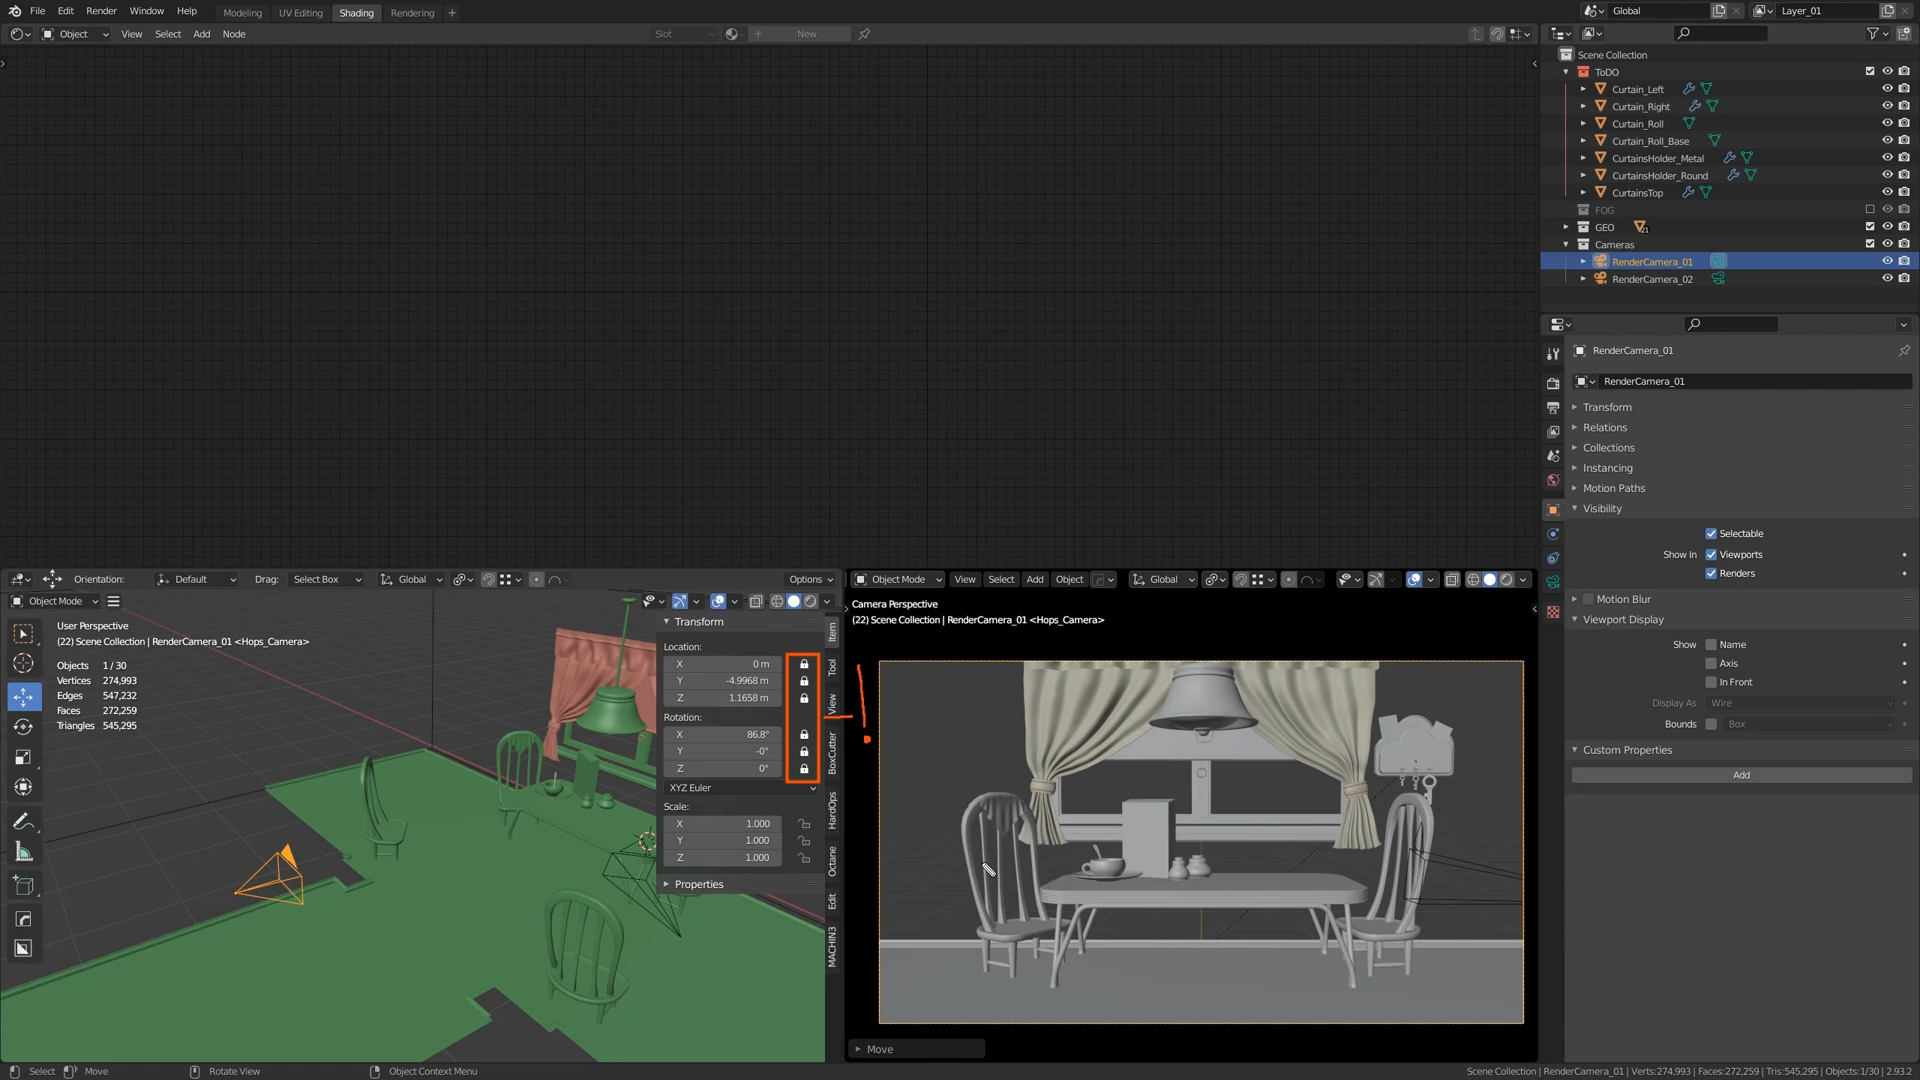 File Edit Render Window Help Modeling UV Editing Shading Rendering + Global Layer_01
Object View Select Add Node Slot New
Scene Collection
ToDO
Curtain_Left
Curtain_Right
Curtain_Roll
Curtain_Roll_Base
CurtainsHolder_Metal
CurtainsHolder_Round
CurtainsTop
FOG
GEO 21
Cameras
RenderCamera_01
RenderCamera_02
RenderCamera_01
RenderCamera_01
Transform
Relations
Collections
Instancing
Motion Paths
Visibility
Selectable
Show In Viewports
Renders
Motion Blur
Viewport Display
Show Name
Axis
In Front
Display As Wire
Bounds Box
Custom Properties
Add
Orientation: Default Drag: Select Box Global Options
Object Mode
User Perspective
(22) Scene Collection | RenderCamera_01 <Hops_Camera>
Objects 1 / 30
Vertices 274,993
Edges 547,232
Faces 272,259
Triangles 545,295
Transform
Location:
X 0 m
Y -4.9968 m
Z 1.1658 m
Rotation:
X 86.8°
Y -0°
Z 0°
XYZ Euler
Scale:
X 1.000
Y 1.000
Z 1.000
Properties
Item
Tool
View
BoxCutter
HardOps
Octane
Edit
MACHIN3
Object Mode View Select Add Object Global
Camera Perspective
(22) Scene Collection | RenderCamera_01 <Hops_Camera>
Move
Select Move Rotate View Object Context Menu
Scene Collection | RenderCamera_01 | Verts:274,993 | Faces:272,259 | Tris:545,295 | Objects:1/30 | 2.93.2